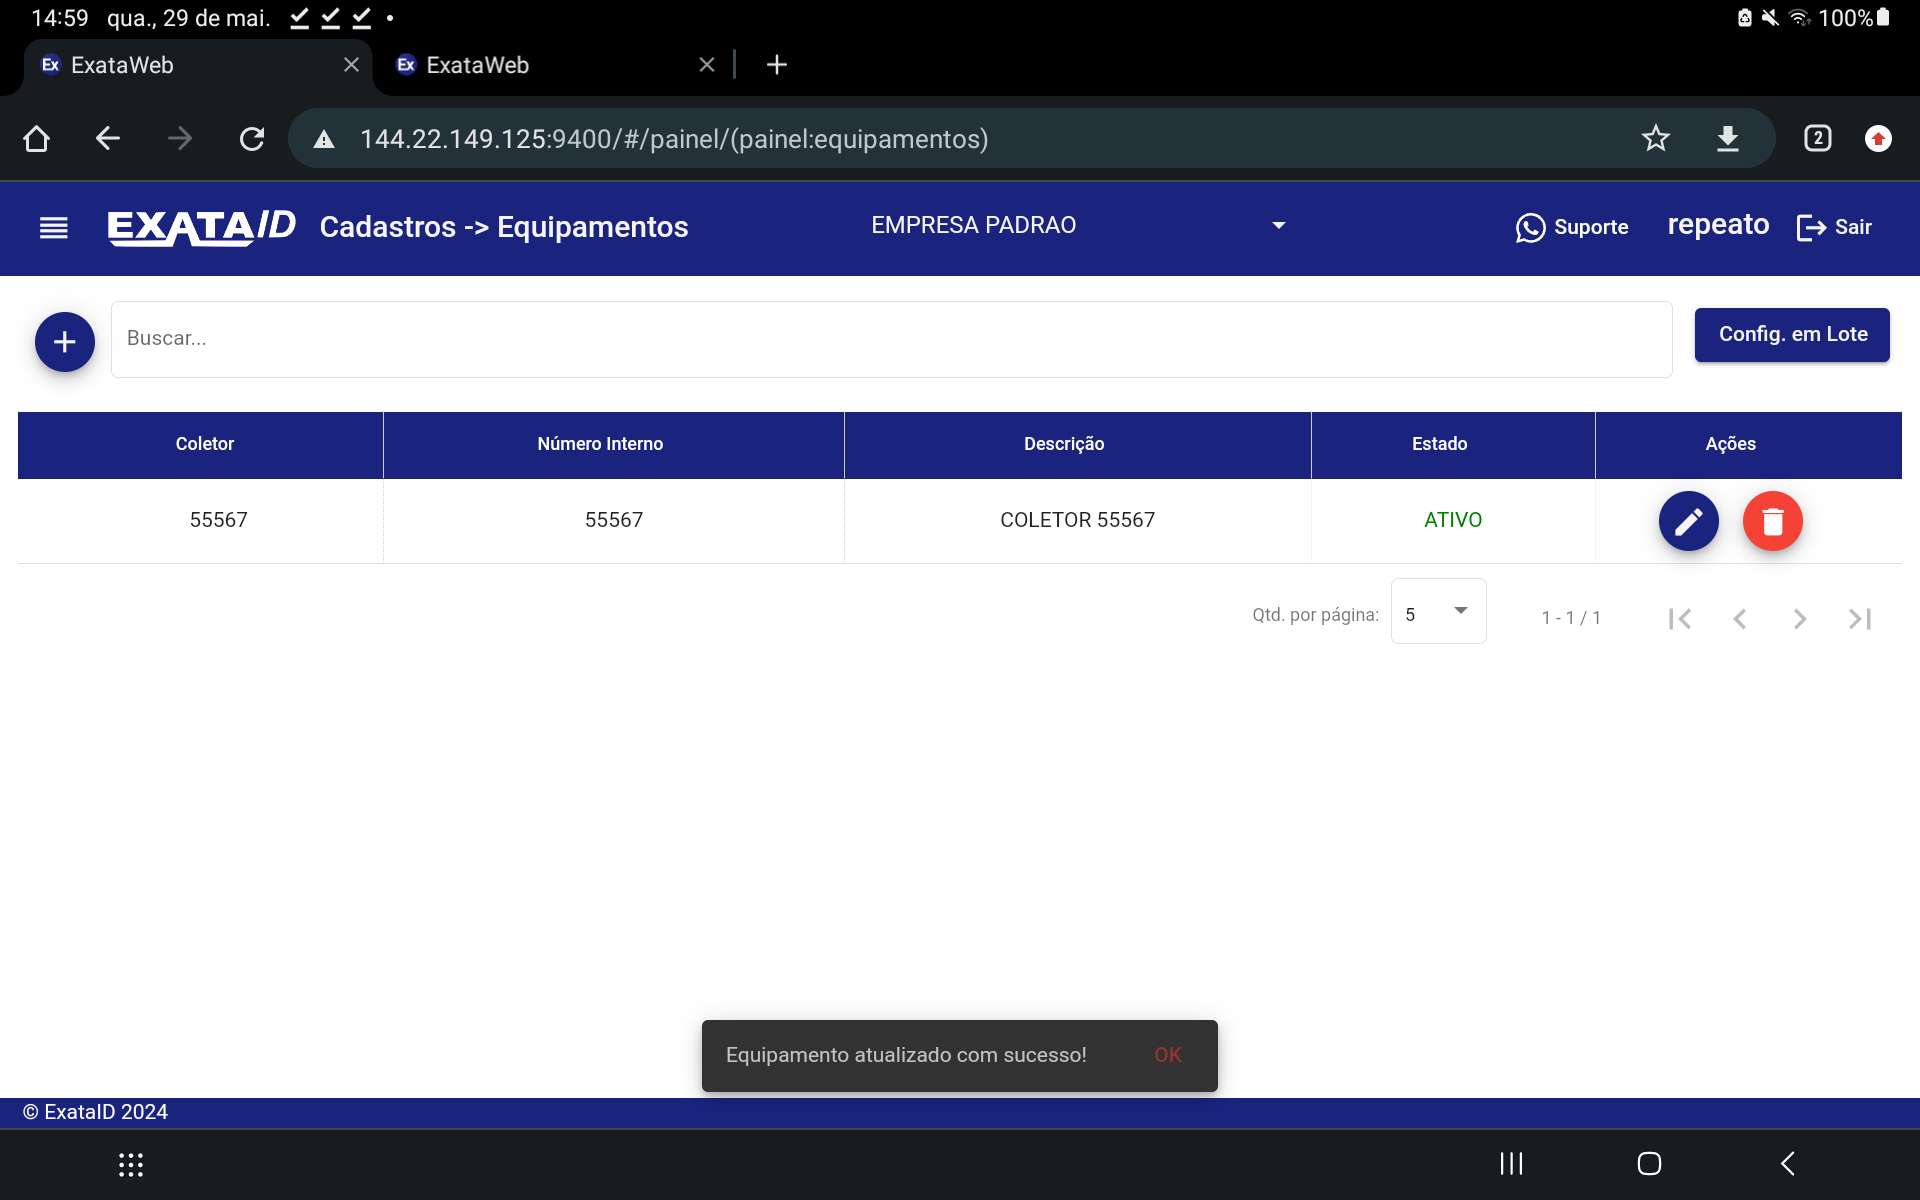 14:59 qua., 29 de mai. 100%
Ex ExataWeb Ex ExataWeb
144.22.149.125:9400/#/painel/(painel:equipamentos) 2
EXATAID Cadastros -> Equipamentos EMPRESA PADRAO Suporte repeato Sair
Buscar... Config. em Lote
Coletor Número Interno Descrição Estado Ações
55567 55567 COLETOR 55567 ATIVO
Qtd. por página: 5 1 - 1 / 1
Equipamento atualizado com sucesso! OK
© ExataID 2024